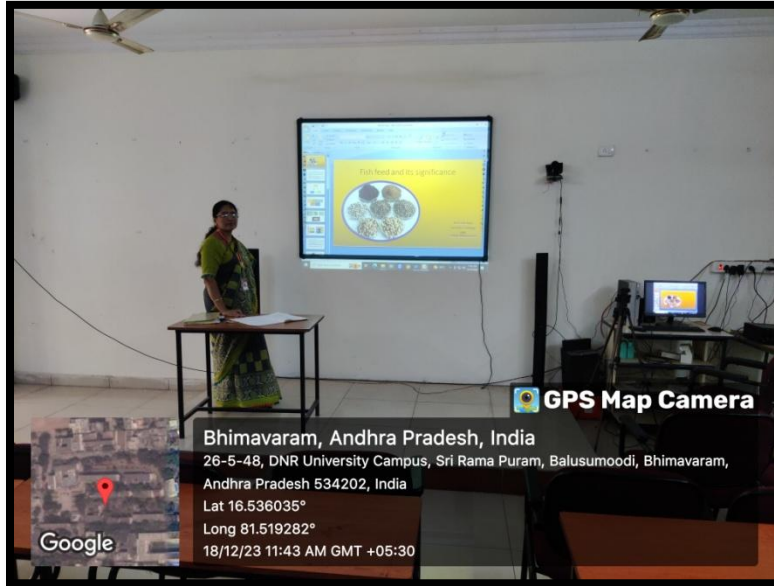 Fish feed and its significance
GPS Map Camera
Bhimavaram, Andhra Pradesh, India
26-5-48, DNR University Campus, Sri Rama Puram, Balusumoodi, Bhimavaram,
Andhra Pradesh 534202, India
Lat 16.536035°
Long 81.519282°
18/12/23 11:43 AM GMT +05:30
Google